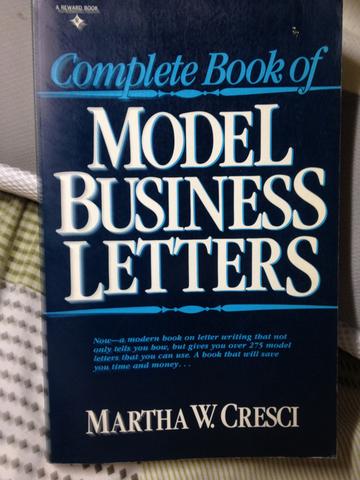 A REWARD BOOK
Complete Book of
MODEL
BUSINESS
LETTERS
Now—a modern book on letter writing that not
only tells you how, but gives you over 275 model
letters that you can use. A book that will save
you time and money . . .
MARTHA W. CRESCI